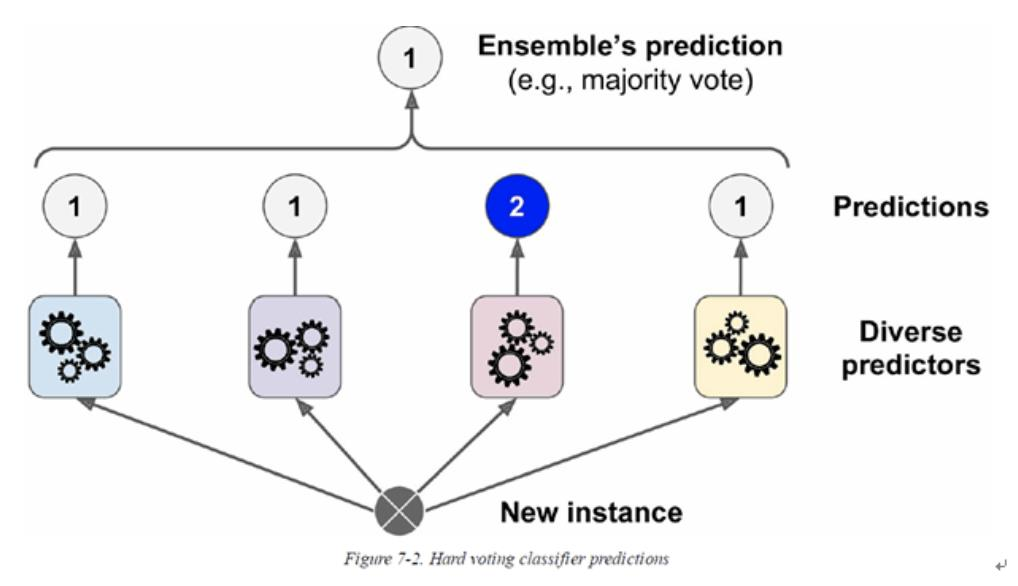 1
Ensemble's prediction
(e.g., majority vote)
1
1
2
1
Predictions
Diverse
predictors
New instance
Figure 7-2. Hard voting classifier predictions